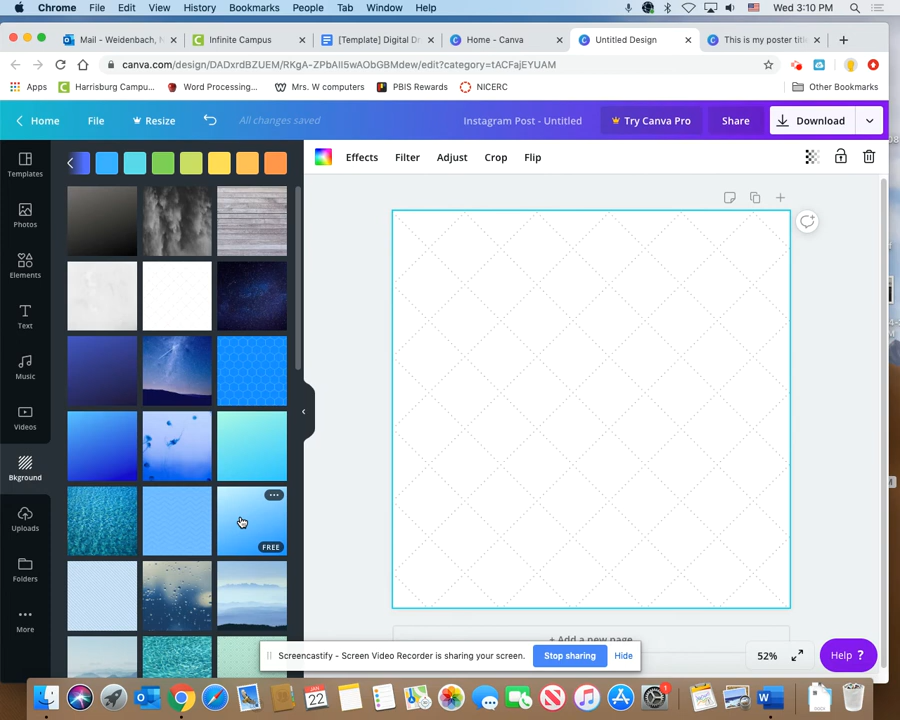 Chrome File Edit View History Bookmarks People Tab Window Help Wed 3:10 PM
Mail - Weidenbach, N Infinite Campus [Template] Digital Dr Home - Canva Untitled Design This is my poster title
canva.com/design/DADxrdBZUEM/RKgA-ZPbAlI5wAObGBMdew/edit?category=tACFajEYUAM
Apps Harrisburg Campu... Word Processing... Mrs. W computers PBIS Rewards NICERC Other Bookmarks
Home File Resize All changes saved Instagram Post - Untitled Try Canva Pro Share Download
Effects Filter Adjust Crop Flip
Templates
Photos
Elements
Text
Music
Videos
Bkground
Uploads
Folders
More
FREE
+ Add a new page
Screencastify - Screen Video Recorder is sharing your screen. Stop sharing Hide
52% Help ?
JAN
22
1